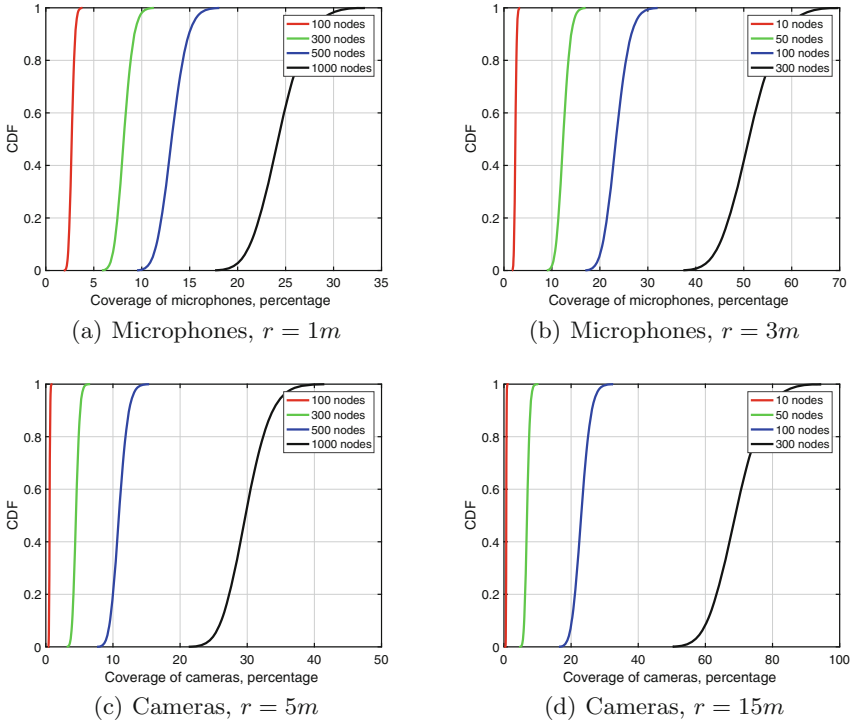 1
0.8
0.6
0.4
0.2
0
CDF
100 nodes
300 nodes
500 nodes
1000 nodes
0 5 10 15 20 25 30 35
Coverage of microphones, percentage
(a) Microphones, r = 1m
1
0.8
0.6
0.4
0.2
0
CDF
10 nodes
50 nodes
100 nodes
300 nodes
0 10 20 30 40 50 60 70
Coverage of microphones, percentage
(b) Microphones, r = 3m
1
0.8
0.6
0.4
0.2
0
CDF
100 nodes
300 nodes
500 nodes
1000 nodes
0 10 20 30 40 50
Coverage of cameras, percentage
(c) Cameras, r = 5m
1
0.8
0.6
0.4
0.2
0
CDF
10 nodes
50 nodes
100 nodes
300 nodes
0 20 40 60 80 100
Coverage of cameras, percentage
(d) Cameras, r = 15m